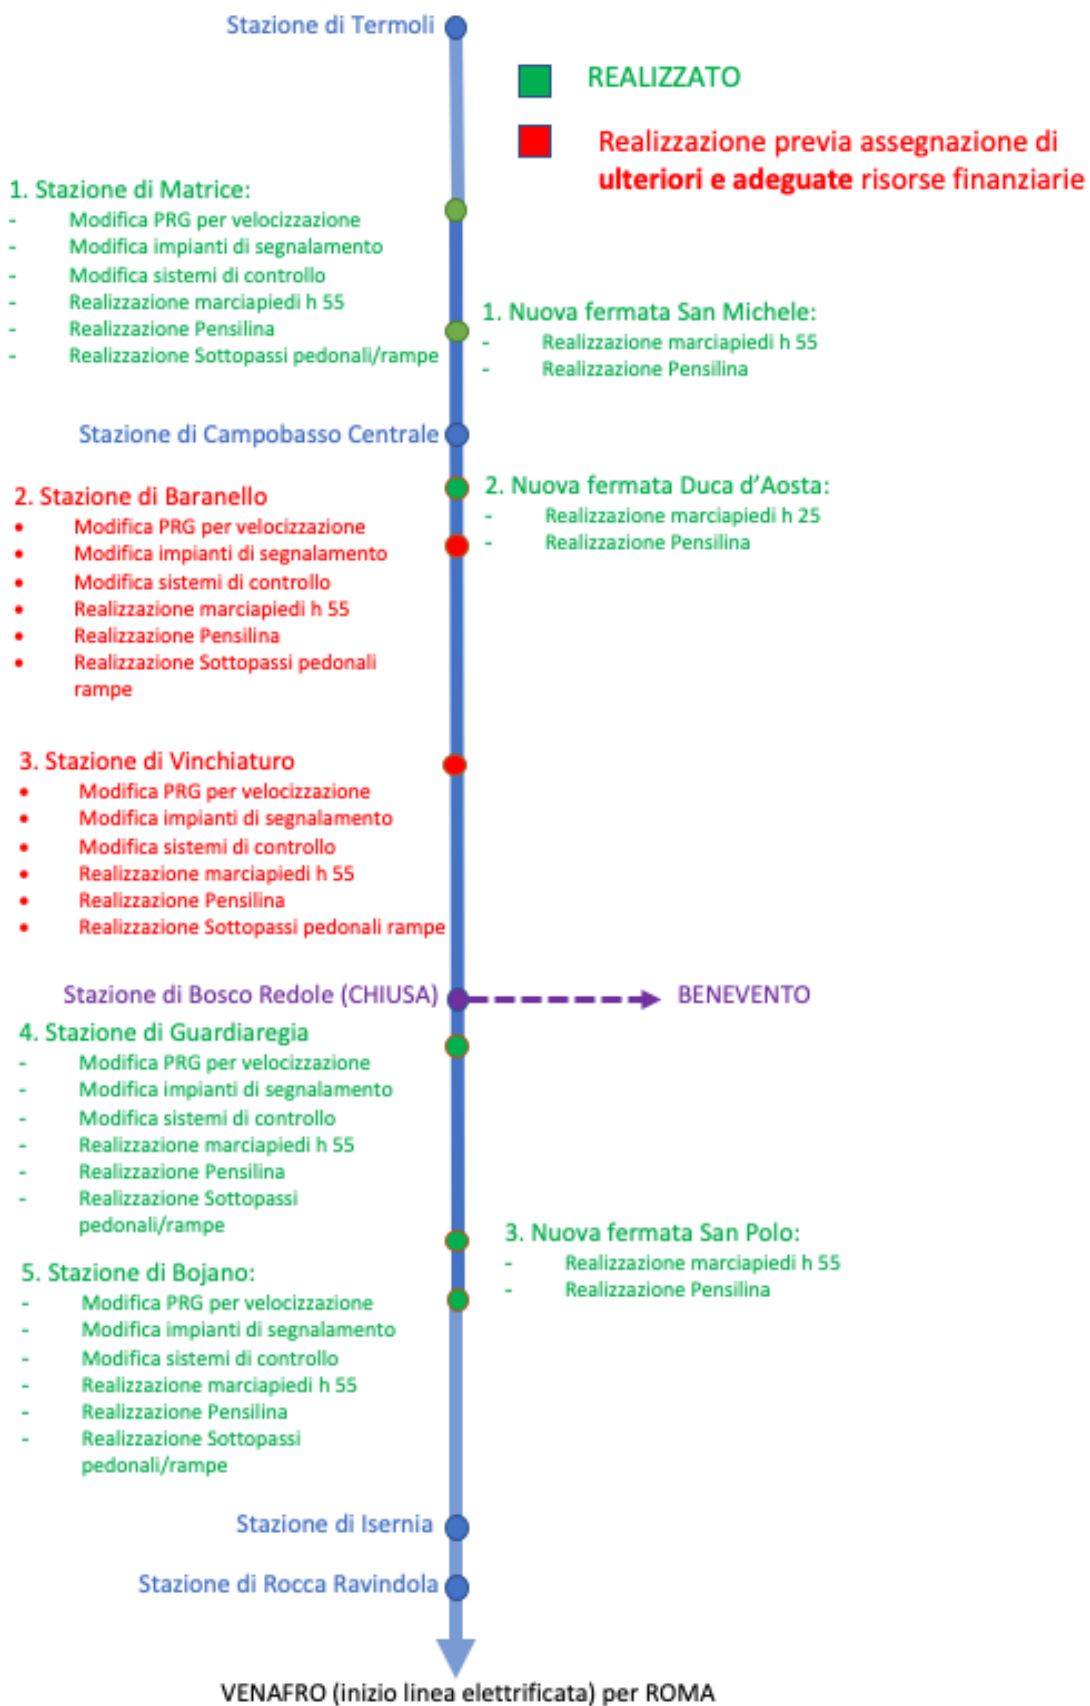 Stazione di Termoli
REALIZZATO
Realizzazione previa assegnazione di
ulteriori e adeguate risorse finanziarie
1. Stazione di Matrice:
- Modifica PRG per velocizzazione
- Modifica impianti di segnalamento
- Modifica sistemi di controllo
- Realizzazione marciapiedi h 55
- Realizzazione Pensilina
- Realizzazione Sottopassi pedonali/rampe
1. Nuova fermata San Michele:
- Realizzazione marciapiedi h 55
- Realizzazione Pensilina
Stazione di Campobasso Centrale
2. Nuova fermata Duca d'Aosta:
- Realizzazione marciapiedi h 25
- Realizzazione Pensilina
2. Stazione di Baranello
• Modifica PRG per velocizzazione
• Modifica impianti di segnalamento
• Modifica sistemi di controllo
• Realizzazione marciapiedi h 55
• Realizzazione Pensilina
• Realizzazione Sottopassi pedonali
rampe
3. Stazione di Vinchiaturo
• Modifica PRG per velocizzazione
• Modifica impianti di segnalamento
• Modifica sistemi di controllo
• Realizzazione marciapiedi h 55
• Realizzazione Pensilina
• Realizzazione Sottopassi pedonali rampe
Stazione di Bosco Redole (CHIUSA)
BENEVENTO
4. Stazione di Guardiaregia
- Modifica PRG per velocizzazione
- Modifica impianti di segnalamento
- Modifica sistemi di controllo
- Realizzazione marciapiedi h 55
- Realizzazione Pensilina
- Realizzazione Sottopassi
pedonali/rampe
3. Nuova fermata San Polo:
- Realizzazione marciapiedi h 55
- Realizzazione Pensilina
5. Stazione di Bojano:
- Modifica PRG per velocizzazione
- Modifica impianti di segnalamento
- Modifica sistemi di controllo
- Realizzazione marciapiedi h 55
- Realizzazione Pensilina
- Realizzazione Sottopassi
pedonali/rampe
Stazione di Isernia
Stazione di Rocca Ravindola
VENAFRO (inizio linea elettrificata) per ROMA